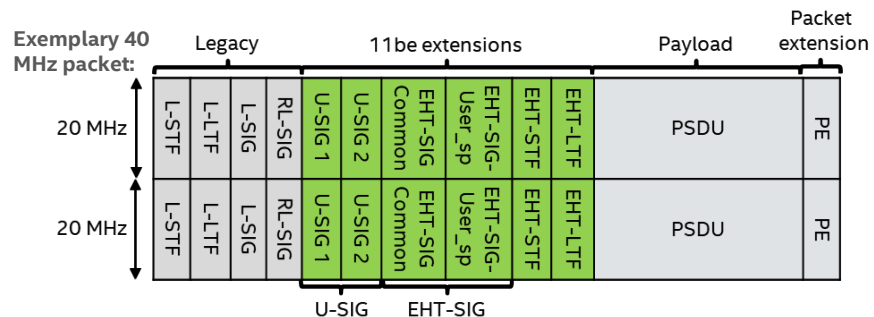 Exemplary 40
MHz packet:
Legacy
11be extensions
Payload
Packet
extension
20 MHz
L-STF
L-LTF
L-SIG
RL-SIG
U-SIG 1
U-SIG 2
EHT-SIG
Common
EHT-SIG-
User_sp
EHT-STF
EHT-LTF
PSDU
PE
20 MHz
L-STF
L-LTF
L-SIG
RL-SIG
U-SIG 1
U-SIG 2
EHT-SIG
Common
EHT-SIG-
User_sp
EHT-STF
EHT-LTF
PSDU
PE
U-SIG
EHT-SIG